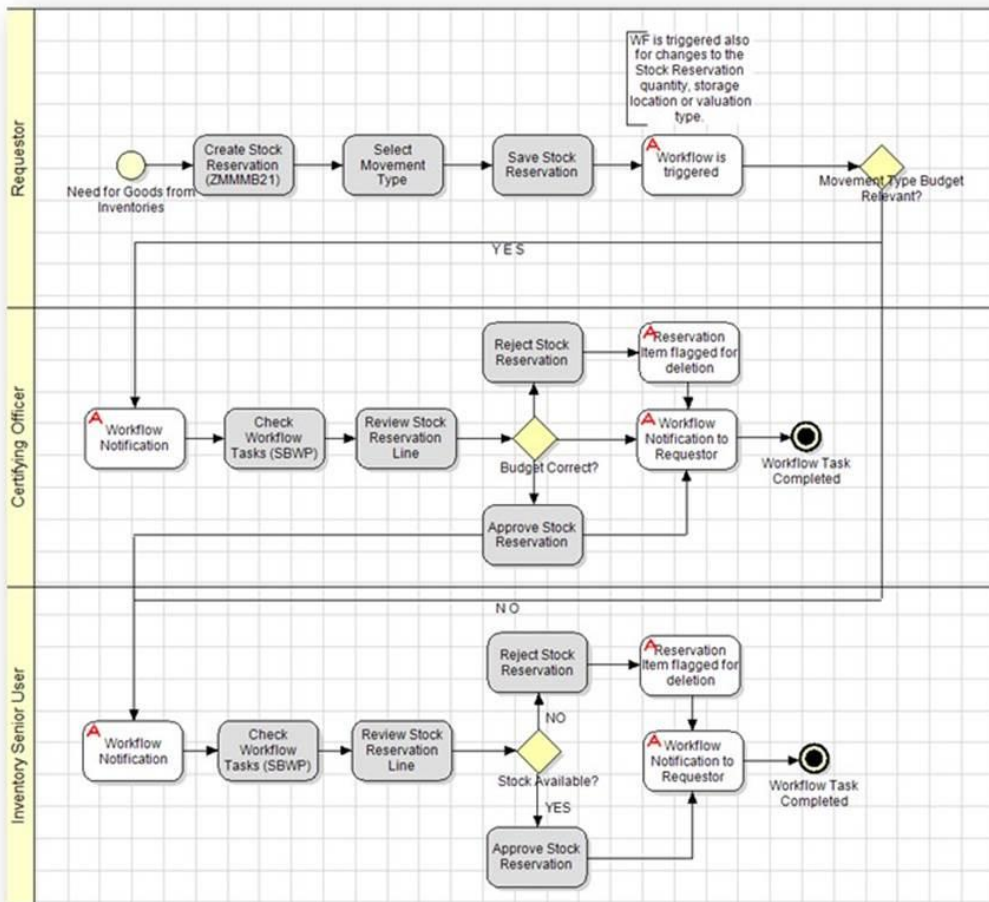 Requestor
WF is triggered also
for changes to the
Stock Reservation
quantity, storage
location or valuation
type.
Create Stock
Reservation
(ZMMMB21)
Select
Movement
Type
Save Stock
Reservation
A
Workflow is
triggered
Need for Goods from
Inventories
Movement Type Budget
Relevant?
YES
Certifying Officer
Reject Stock
Reservation
A
Reservation
Item flagged for
deletion
A
Workflow
Notification
Check
Workflow
Tasks (SBWP)
Review Stock
Reservation
Line
Budget Correct?
A
Workflow
Notification to
Requestor
Workflow Task
Completed
Approve Stock
Reservation
NO
Inventory Senior User
Reject Stock
Reservation
A
Reservation
Item flagged for
deletion
NO
A
Workflow
Notification
Check
Workflow
Tasks (SBWP)
Review Stock
Reservation
Line
Stock Available?
A
Workflow
Notification to
Requestor
Workflow Task
Completed
YES
Approve Stock
Reservation